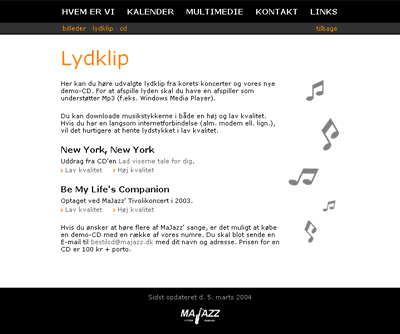 HVEM ER VI   KALENDER   MULTIMEDIE   KONTAKT   LINKS
billeder   lydklip   cd   tilbage
Lydklip
Her kan du høre udvalgte lydklip fra korets koncerter og vores nye
demo-CD. For at afspille lyden skal du have en afspiller som
understøtter Mp3 (f.eks. Windows Media Player).
Du kan downloade musikstykkerne i både en høj og lav kvalitet.
Hvis du har en langsom internetforbindelse (alm. modem ell. lign.),
vil det hurtigere at hente lydstykket i lav kvalitet.
New York, New York
Uddrag fra CD'en Lad viserne tale for dig.
› Lav kvalitet   › Høj kvalitet
Be My Life's Companion
Optaget ved MaJazz' Tivolikoncert i 2003.
› Lav kvalitet   › Høj kvalitet
Hvis du ønsker at høre flere af MaJazz' sange, er det muligt at købe
en demo-CD med en række af vores numre. Du skal blot sende en
E-mail til bestilcd@majazz.dk med dit navn og adresse. Prisen for en
CD er 100 kr + porto.
Sidst opdateret d. 5. marts 2004
MAJAZZ